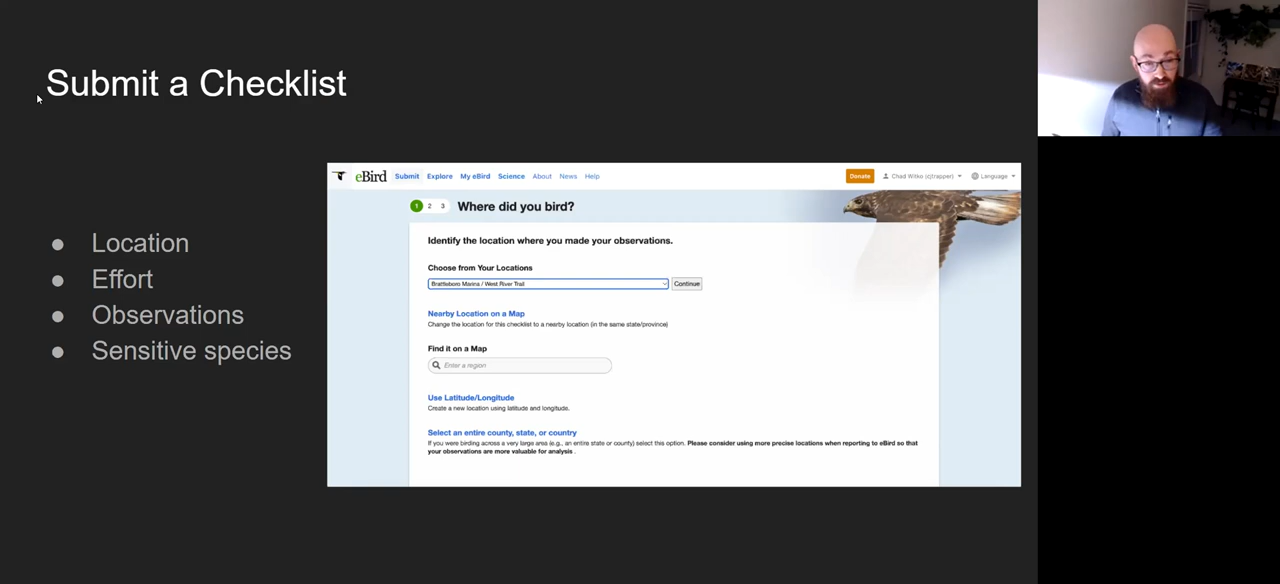 Submit a Checklist
● Location
● Effort
● Observations
● Sensitive species
eBird Submit Explore My eBird Science About News Help Donate Chad Witko (cjtrapper) Language
1 2 3 Where did you bird?
Identify the location where you made your observations.
Choose from Your Locations
Brattleboro Marina / West River Trail Continue
Nearby Location on a Map
Change the location for this checklist to a nearby location (in the same state/province)
Find it on a Map
Enter a region
Use Latitude/Longitude
Create a new location using latitude and longitude.
Select an entire county, state, or country
If you were birding across a very large area (e.g., an entire state or county) select this option. Please consider using more precise locations when reporting to eBird so that
your observations are more valuable for analysis .